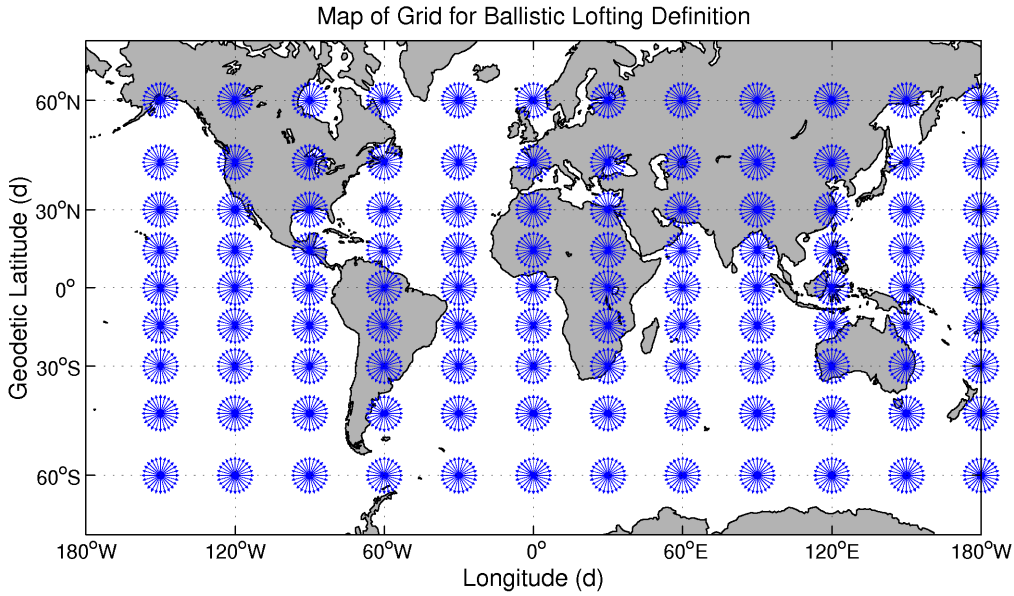 Map of Grid for Ballistic Lofting Definition
Geodetic Latitude (d)
60°N
30°N
0°
30°S
60°S
180°W
120°W
60°W
0°
60°E
120°E
180°W
Longitude (d)